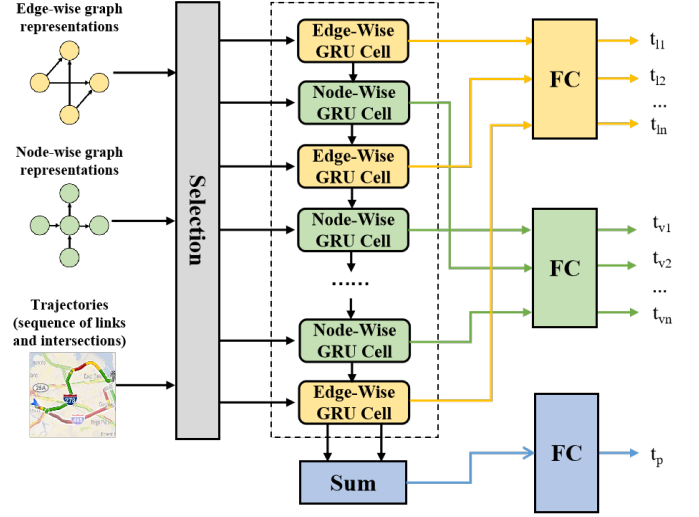 Edge-wise graph
representations
Node-wise graph
representations
Trajectories
(sequence of links
and intersections)
28A
278
Selection
Edge-Wise
GRU Cell
Node-Wise
GRU Cell
Edge-Wise
GRU Cell
Node-Wise
GRU Cell
......
Node-Wise
GRU Cell
Edge-Wise
GRU Cell
Sum
FC
t_l1
t_l2
...
t_ln
FC
t_v1
t_v2
...
t_vn
FC
t_p